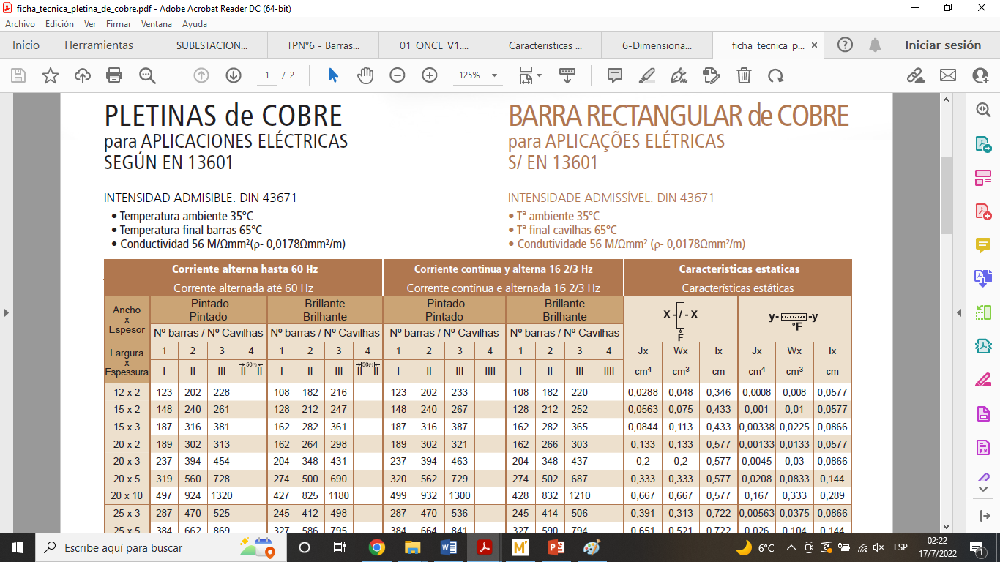 ficha_tecnica_pletina_de_cobre.pdf - Adobe Acrobat Reader DC (64-bit)
Archivo Edición Ver Firmar Ventana Ayuda
Inicio Herramientas SUBESTACION... TPN°6 - Barras... 01_ONCE_V1.... Caracteristicas ... 6-Dimensiona... ficha_tecnica_p... × Iniciar sesión
1 / 2 125%
PLETINAS de COBRE
para APLICACIONES ELÉCTRICAS
SEGÚN EN 13601
BARRA RECTANGULAR de COBRE
para APLICAÇÕES ELÉTRICAS
S/ EN 13601
INTENSIDAD ADMISIBLE. DIN 43671
• Temperatura ambiente 35ºC
• Temperatura final barras 65ºC
• Conductividad 56 M/Ωmm²(ρ- 0,0178Ωmm²/m)
INTENSIDADE ADMISSÍVEL. DIN 43671
• Tª ambiente 35ºC
• Tª final cavilhas 65ºC
• Condutividade 56 M/Ωmm² (ρ- 0,0178Ωmm²/m)
Corriente alterna hasta 60 Hz Corriente continua y alterna 16 2/3 Hz Caracteristicas estaticas
Corrente alternada até 60 Hz Corrente contínua e alternada 16 2/3 Hz Características estáticas
Ancho
x
Espesor
Largura
x
Espessura
Pintado Brillante Pintado Brillante
Pintado Brilhante Pintado Brilhante
X - / - X y- -y
F F
Nº barras / Nº Cavilhas Nº barras / Nº Cavilhas Nº barras / Nº Cavilhas Nº barras / Nº Cavilhas
1 2 3 4 1 2 3 4 1 2 3 4 1 2 3 4 Jx Wx Ix Jx Wx Ix
I II III II 50(*) II I II III II 50(*) II I II III IIII I II III IIII cm⁴ cm³ cm cm⁴ cm³ cm
12 x 2 123 202 228 108 182 216 123 202 233 108 182 220 0,0288 0,048 0,346 0,0008 0,008 0,0577
15 x 2 148 240 261 128 212 247 148 240 267 128 212 252 0,0563 0,075 0,433 0,001 0,01 0,0577
15 x 3 187 316 381 162 282 361 187 316 387 162 282 365 0,0844 0,113 0,433 0,00338 0,0225 0,0866
20 x 2 189 302 313 162 264 298 189 302 321 162 266 303 0,133 0,133 0,577 0,00133 0,0133 0,0577
20 x 3 237 394 454 204 348 431 237 394 463 204 348 437 0,2 0,2 0,577 0,0045 0,03 0,0866
20 x 5 319 560 728 274 500 690 320 562 729 274 502 687 0,333 0,333 0,577 0,0208 0,0833 0,144
20 x 10 497 924 1320 427 825 1180 499 932 1300 428 832 1210 0,667 0,667 0,577 0,167 0,333 0,289
25 x 3 287 470 525 245 412 498 287 470 536 245 414 506 0,391 0,313 0,722 0,00563 0,0375 0,0866
25 x 5 384 662 869 327 586 795 384 664 841 327 590 794 0,651 0,521 0,722 0,026 0,104 0,144
Escribe aquí para buscar 6°C ESP 02:22
17/7/2022 1